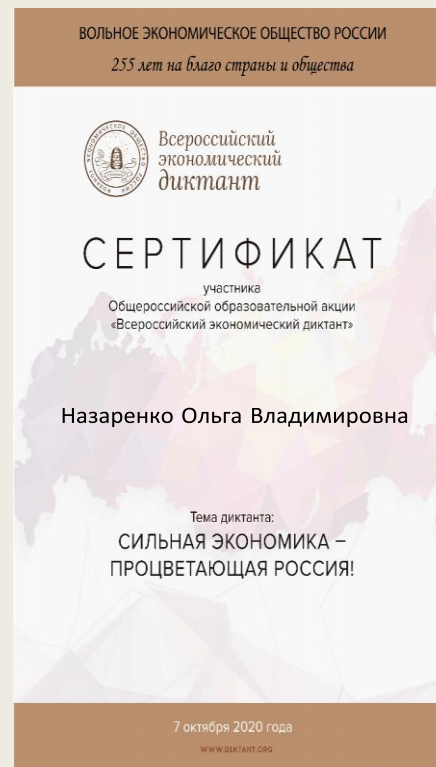 ВОЛЬНОЕ ЭКОНОМИЧЕСКОЕ ОБЩЕСТВО РОССИИ
255 лет на благо страны и общества
Всероссийский
экономический
диктант
СЕРТИФИКАТ
участника
Общероссийской образовательной акции
«Всероссийский экономический диктант»
Назаренко Ольга Владимировна
Тема диктанта:
СИЛЬНАЯ ЭКОНОМИКА –
ПРОЦВЕТАЮЩАЯ РОССИЯ!
7 октября 2020 года
WWW.DIKTANT.ORG